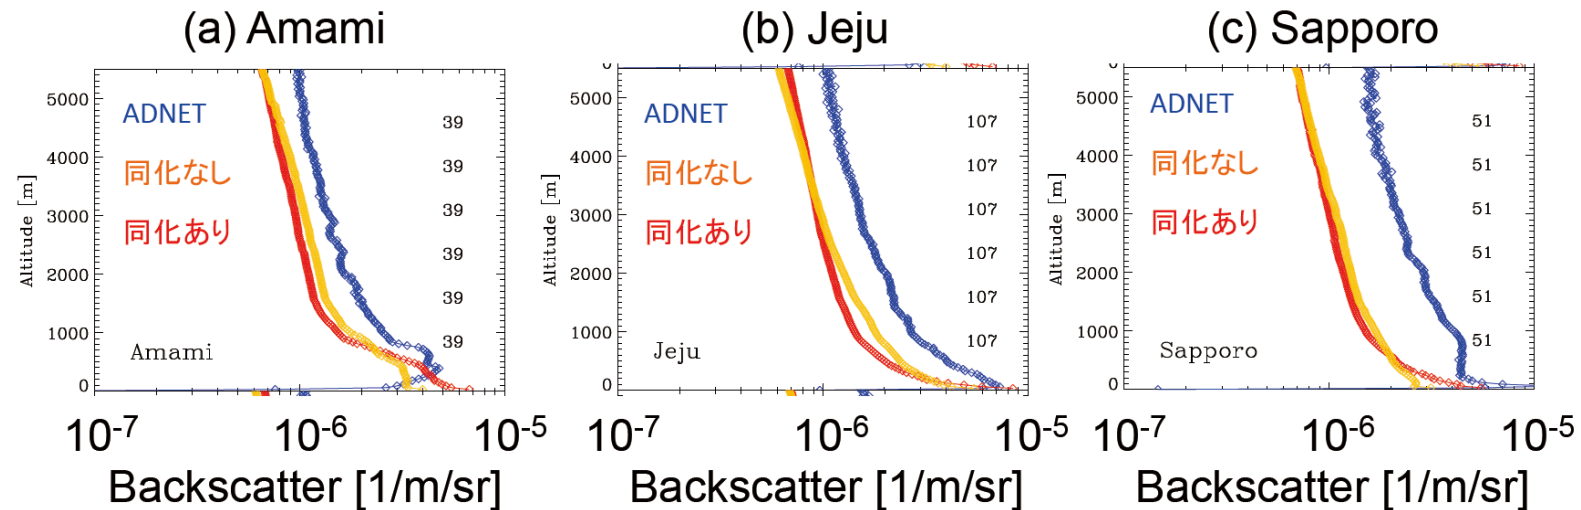 (a) Amami
(b) Jeju
(c) Sapporo
Altitude [m]
5000
4000
3000
2000
1000
0
ADNET
同化なし
同化あり
39
39
39
39
39
39
Amami
10-7
10-6
10-5
Backscatter [1/m/sr]
0
Altitude [m]
5000
4000
3000
2000
1000
0
ADNET
同化なし
同化あり
107
107
107
107
107
107
Jeju
10-7
10-6
10-5
Backscatter [1/m/sr]
0
Altitude [m]
5000
4000
3000
2000
1000
0
ADNET
同化なし
同化あり
51
51
51
51
51
51
Sapporo
10-7
10-6
10-5
Backscatter [1/m/sr]